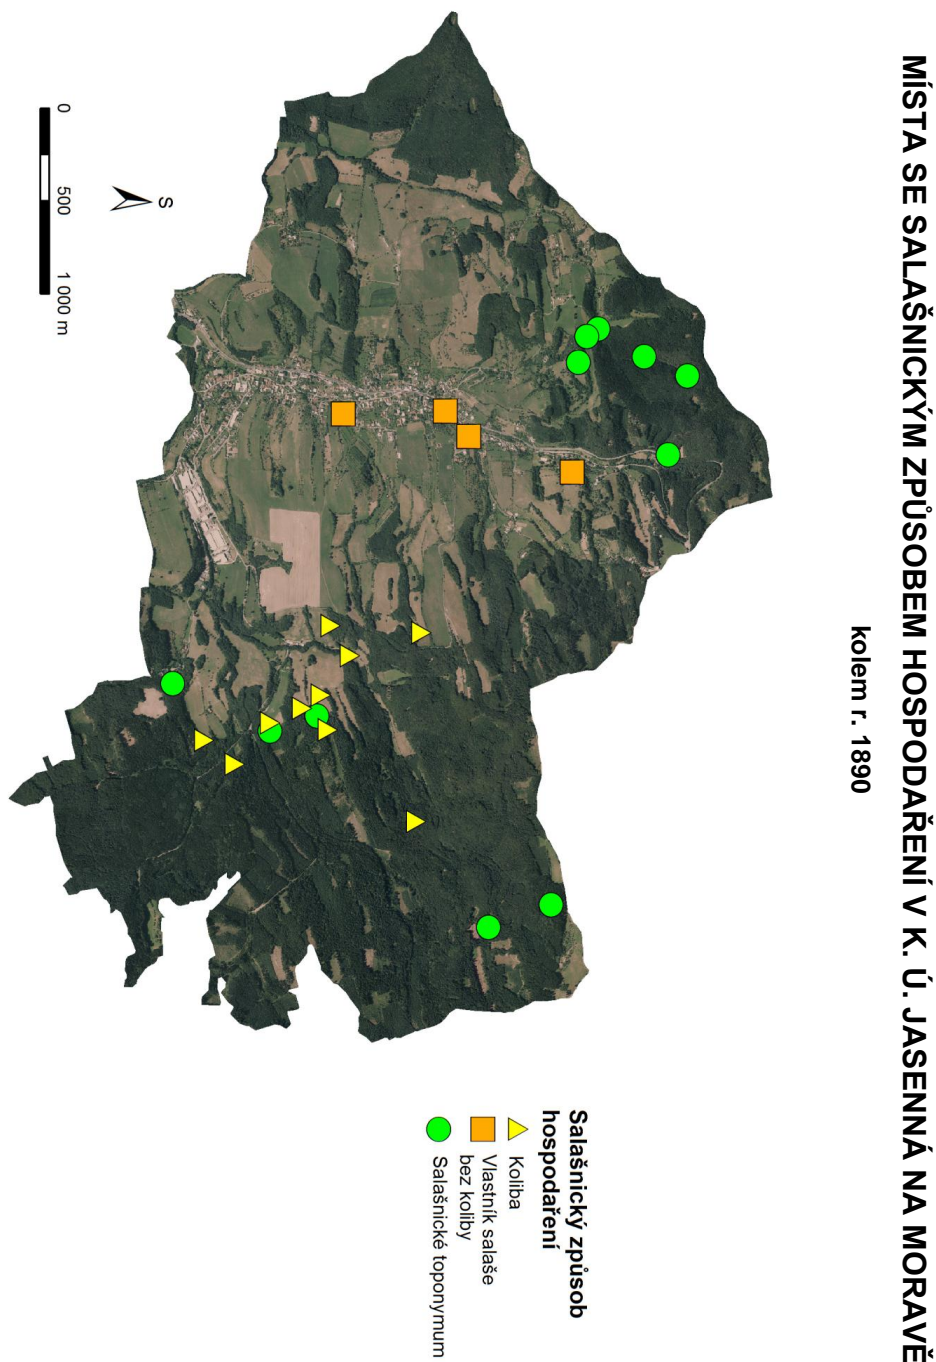 MÍSTA SE SALAŠNICKÝM ZPŮSOBEM HOSPODAŘENÍ V K. Ú. JASENNÁ NA MORAVĚ
kolem r. 1890
Salašnický způsob
hospodaření
Koliba
Vlastník salaše
bez koliby
Salašnické toponymum
S
0 500 1 000 m